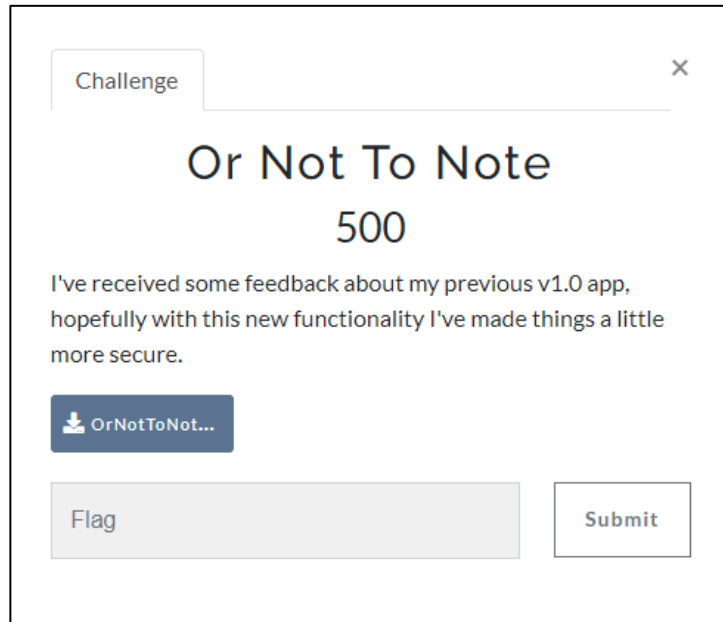 Challenge
×
Or Not To Note
500
I've received some feedback about my previous v1.0 app,
hopefully with this new functionality I've made things a little
more secure.
OrNotToNot...
Flag
Submit